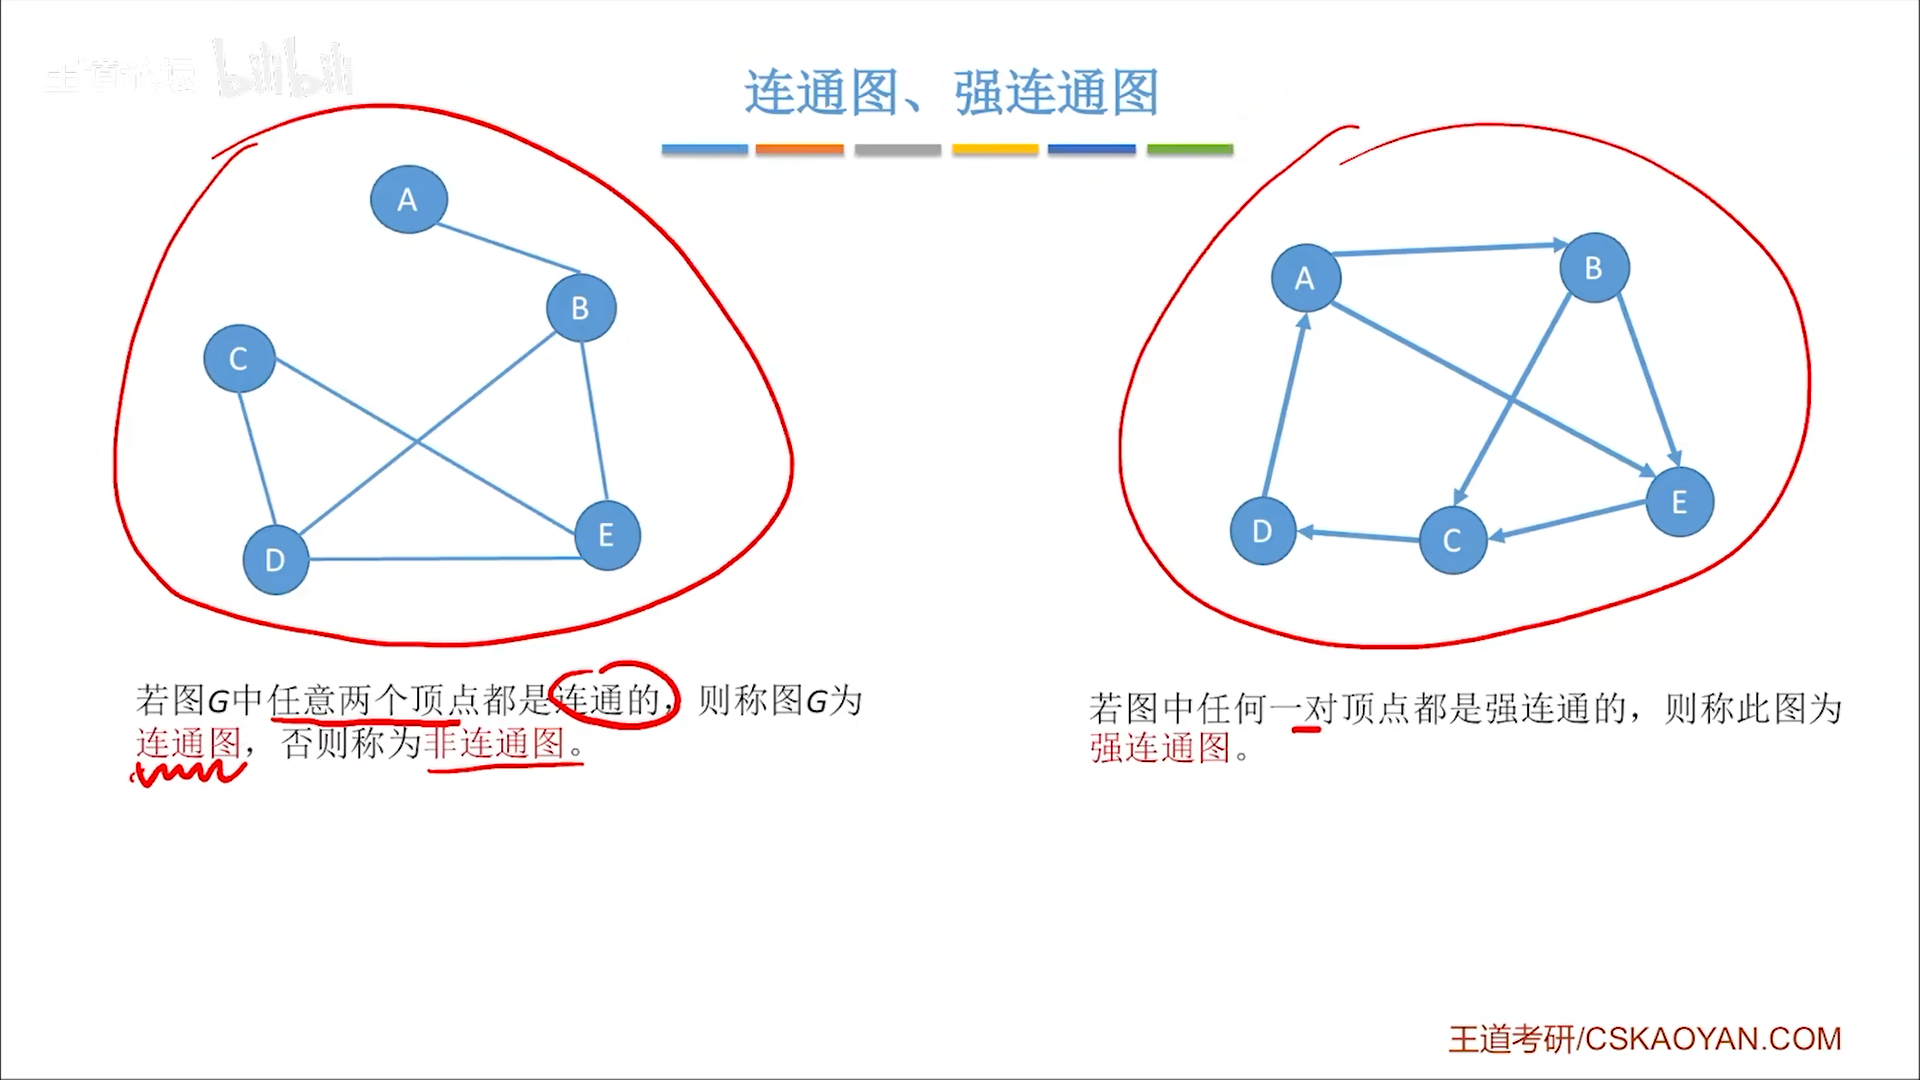 王道论坛 bilibili
连通图、强连通图
A
B
C
D
E
A
B
C
D
E
若图G中任意两个顶点都是连通的，则称图G为
连通图，否则称为非连通图。
若图中任何一对顶点都是强连通的，则称此图为
强连通图。
王道考研/CSKAOYAN.COM